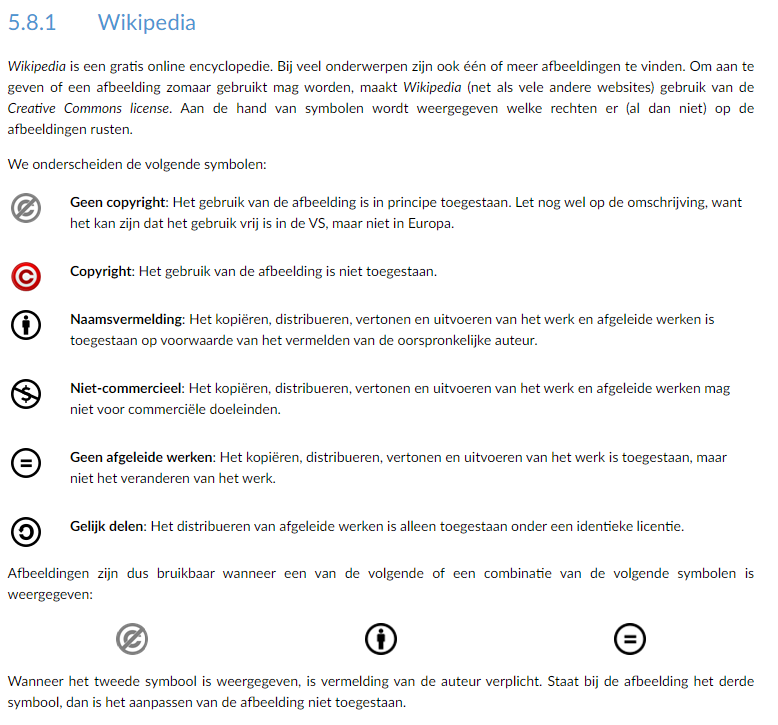 5.8.1 Wikipedia
Wikipedia is een gratis online encyclopedie. Bij veel onderwerpen zijn ook één of meer afbeeldingen te vinden. Om aan te
geven of een afbeelding zomaar gebruikt mag worden, maakt Wikipedia (net als vele andere websites) gebruik van de
Creative Commons license. Aan de hand van symbolen wordt weergegeven welke rechten er (al dan niet) op de
afbeeldingen rusten.
We onderscheiden de volgende symbolen:
Geen copyright: Het gebruik van de afbeelding is in principe toegestaan. Let nog wel op de omschrijving, want
het kan zijn dat het gebruik vrij is in de VS, maar niet in Europa.
Copyright: Het gebruik van de afbeelding is niet toegestaan.
Naamsvermelding: Het kopiëren, distribueren, vertonen en uitvoeren van het werk en afgeleide werken is
toegestaan op voorwaarde van het vermelden van de oorspronkelijke auteur.
Niet-commercieel: Het kopiëren, distribueren, vertonen en uitvoeren van het werk en afgeleide werken mag
niet voor commerciële doeleinden.
Geen afgeleide werken: Het kopiëren, distribueren, vertonen en uitvoeren van het werk is toegestaan, maar
niet het veranderen van het werk.
Gelijk delen: Het distribueren van afgeleide werken is alleen toegestaan onder een identieke licentie.
Afbeeldingen zijn dus bruikbaar wanneer een van de volgende of een combinatie van de volgende symbolen is
weergegeven:
Wanneer het tweede symbool is weergegeven, is vermelding van de auteur verplicht. Staat bij de afbeelding het derde
symbool, dan is het aanpassen van de afbeelding niet toegestaan.